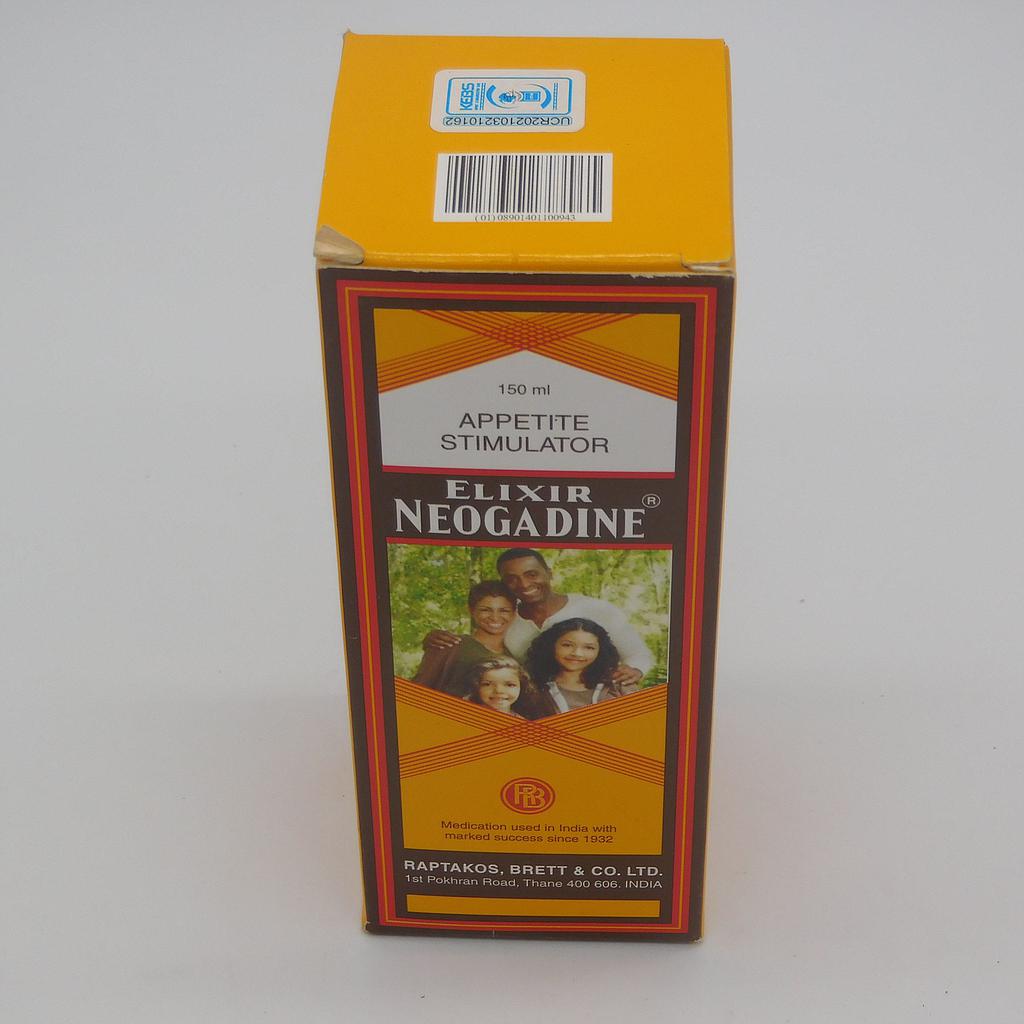 KEBS
UCR202103210162
(01)08901401100943
150 ml
APPETITE
STIMULATOR
ELIXIR
NEOGADINE®
RB
Medication used in India with
marked success since 1932
RAPTAKOS, BRETT & CO. LTD.
1st Pokhran Road, Thane 400 606. INDIA